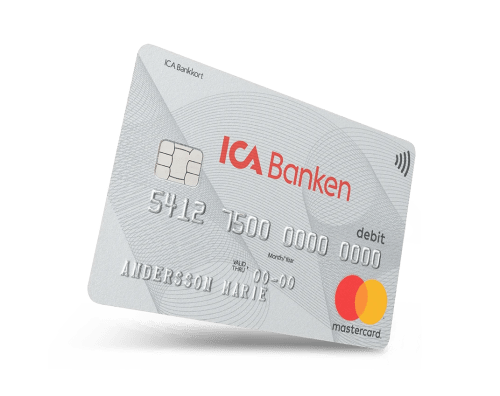 ICA Bankkort
ICA Banken
5412 7500 0000 0000
debit
Month/Year
VALID
THRU
00-00
ANDERSSON MARIE
mastercard